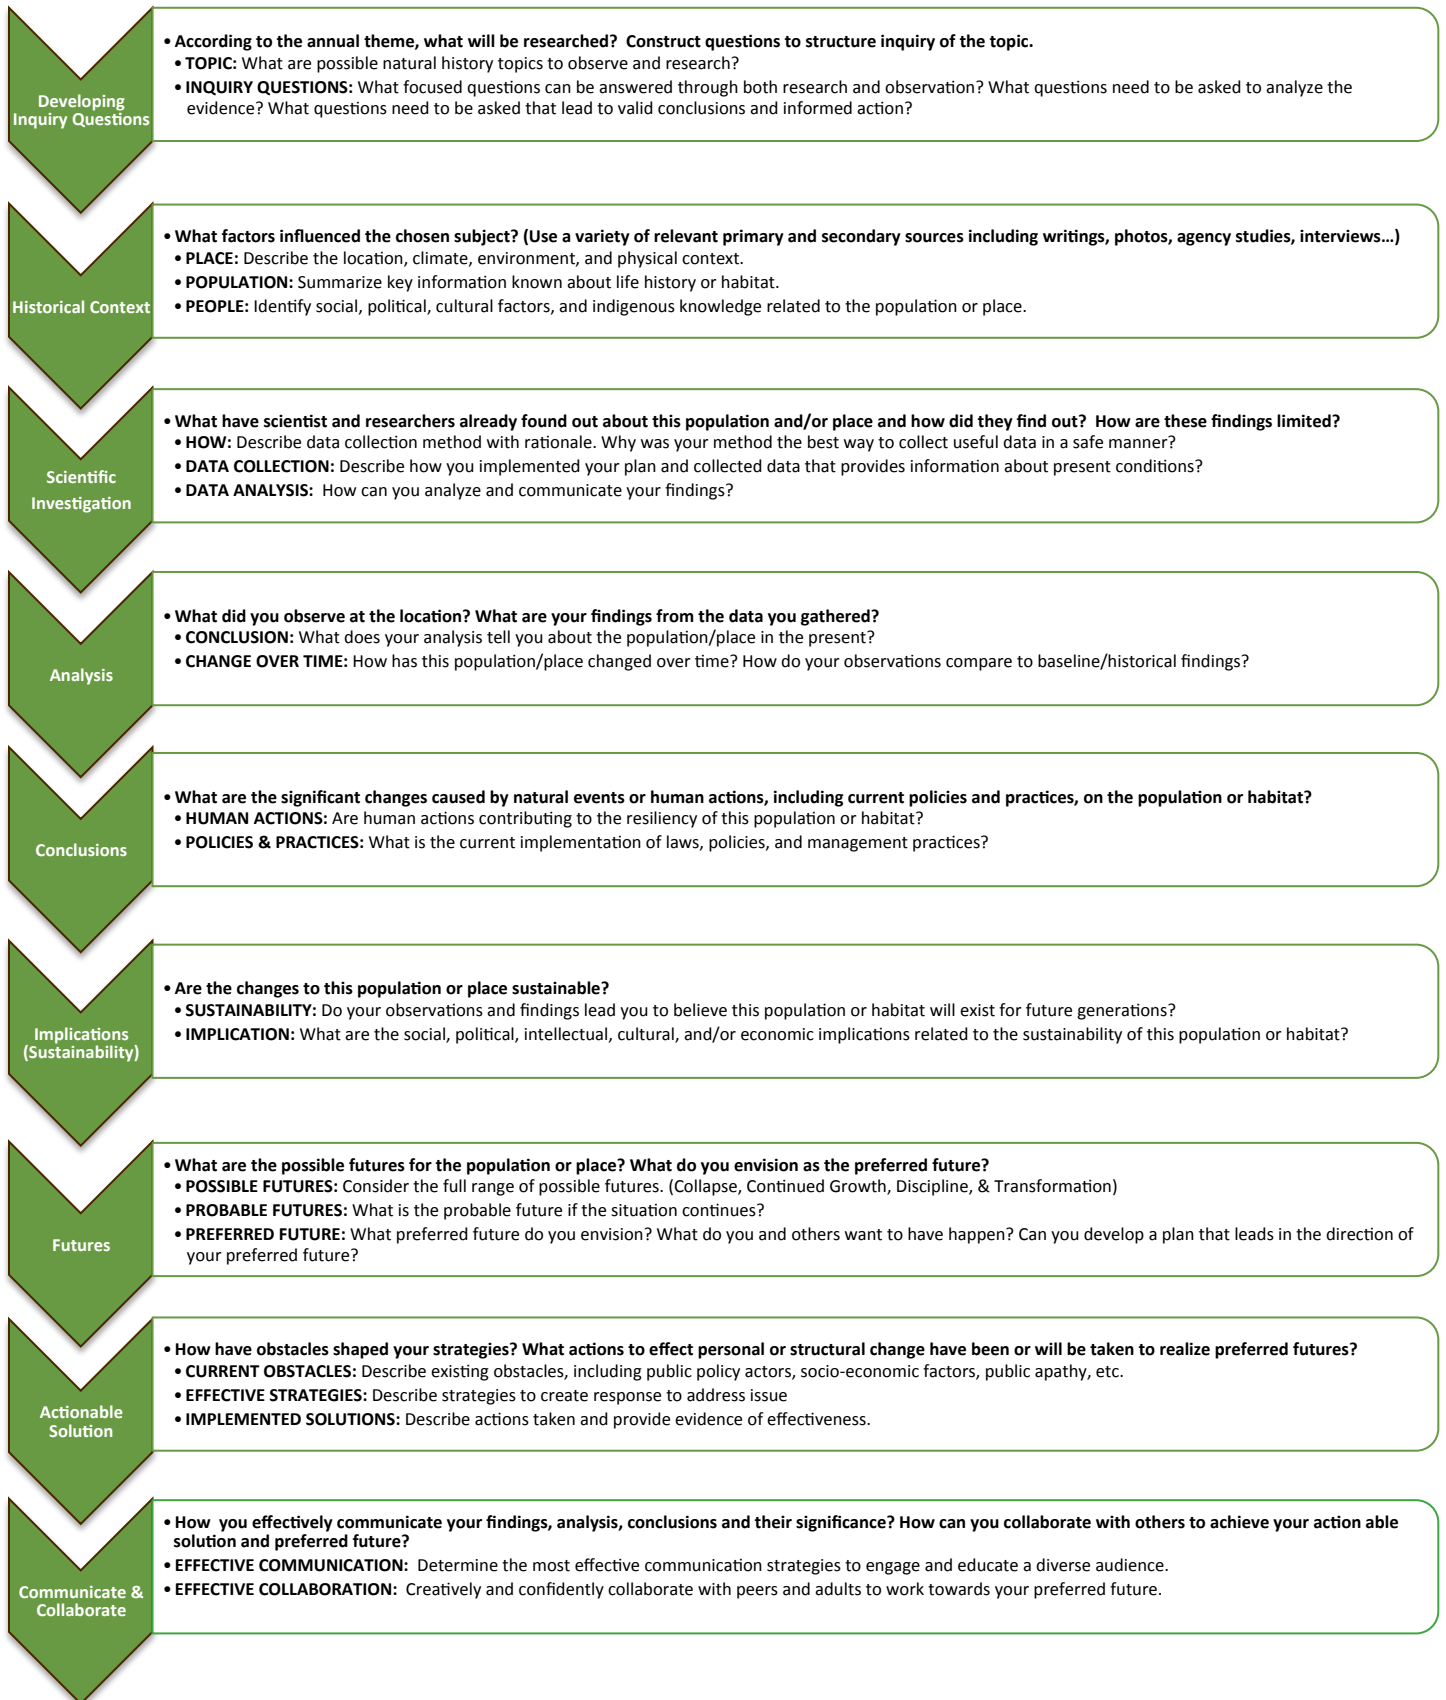 Developing
Inquiry Questions
• According to the annual theme, what will be researched?  Construct questions to structure inquiry of the topic.
• TOPIC: What are possible natural history topics to observe and research?
• INQUIRY QUESTIONS: What focused questions can be answered through both research and observation? What questions need to be asked to analyze the
evidence? What questions need to be asked that lead to valid conclusions and informed action?
Historical Context
• What factors influenced the chosen subject? (Use a variety of relevant primary and secondary sources including writings, photos, agency studies, interviews…)
• PLACE: Describe the location, climate, environment, and physical context.
• POPULATION: Summarize key information known about life history or habitat.
• PEOPLE: Identify social, political, cultural factors, and indigenous knowledge related to the population or place.
Scientific
Investigation
• What have scientist and researchers already found out about this population and/or place and how did they find out?  How are these findings limited?
• HOW: Describe data collection method with rationale. Why was your method the best way to collect useful data in a safe manner?
• DATA COLLECTION: Describe how you implemented your plan and collected data that provides information about present conditions?
• DATA ANALYSIS:  How can you analyze and communicate your findings?
Analysis
• What did you observe at the location? What are your findings from the data you gathered?
• CONCLUSION: What does your analysis tell you about the population/place in the present?
• CHANGE OVER TIME: How has this population/place changed over time? How do your observations compare to baseline/historical findings?
Conclusions
• What are the significant changes caused by natural events or human actions, including current policies and practices, on the population or habitat?
• HUMAN ACTIONS: Are human actions contributing to the resiliency of this population or habitat?
• POLICIES & PRACTICES: What is the current implementation of laws, policies, and management practices?
Implications
(Sustainability)
• Are the changes to this population or place sustainable?
• SUSTAINABILITY: Do your observations and findings lead you to believe this population or habitat will exist for future generations?
• IMPLICATION: What are the social, political, intellectual, cultural, and/or economic implications related to the sustainability of this population or habitat?
Futures
• What are the possible futures for the population or place? What do you envision as the preferred future?
• POSSIBLE FUTURES: Consider the full range of possible futures. (Collapse, Continued Growth, Discipline, & Transformation)
• PROBABLE FUTURES: What is the probable future if the situation continues?
• PREFERRED FUTURE: What preferred future do you envision? What do you and others want to have happen? Can you develop a plan that leads in the direction of
your preferred future?
Actionable
Solution
• How have obstacles shaped your strategies? What actions to effect personal or structural change have been or will be taken to realize preferred futures?
• CURRENT OBSTACLES: Describe existing obstacles, including public policy actors, socio-economic factors, public apathy, etc.
• EFFECTIVE STRATEGIES: Describe strategies to create response to address issue
• IMPLEMENTED SOLUTIONS: Describe actions taken and provide evidence of effectiveness.
Communicate &
Collaborate
• How  you effectively communicate your findings, analysis, conclusions and their significance? How can you collaborate with others to achieve your action able
solution and preferred future?
• EFFECTIVE COMMUNICATION:  Determine the most effective communication strategies to engage and educate a diverse audience.
• EFFECTIVE COLLABORATION:  Creatively and confidently collaborate with peers and adults to work towards your preferred future.